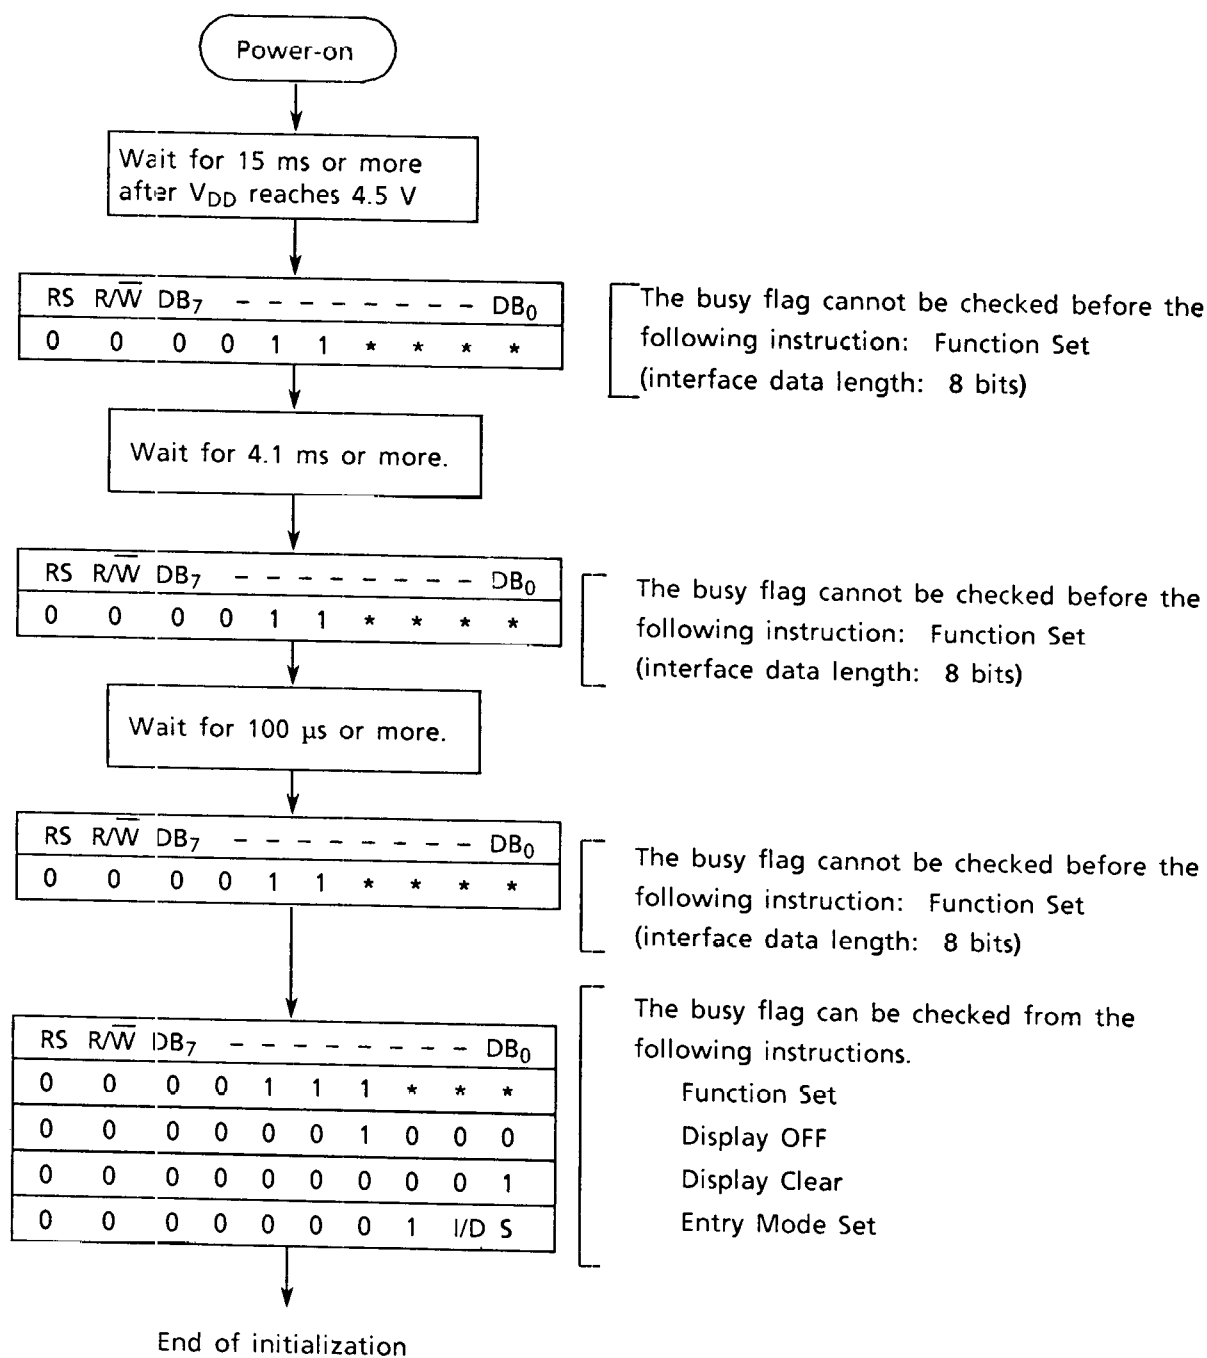 Power-on
Wait for 15 ms or more
after VDD reaches 4.5 V
RS R/W̅ DB7 - - - - - - - - DB0
0 0 0 0 1 1 * * * *
The busy flag cannot be checked before the
following instruction: Function Set
(interface data length: 8 bits)
Wait for 4.1 ms or more.
RS R/W̅ DB7 - - - - - - - - DB0
0 0 0 0 1 1 * * * *
The busy flag cannot be checked before the
following instruction: Function Set
(interface data length: 8 bits)
Wait for 100 μs or more.
RS R/W̅ DB7 - - - - - - - - DB0
0 0 0 0 1 1 * * * *
The busy flag cannot be checked before the
following instruction: Function Set
(interface data length: 8 bits)
RS R/W̅ DB7 - - - - - - - - DB0
0 0 0 0 1 1 1 * * *
0 0 0 0 0 0 1 0 0 0
0 0 0 0 0 0 0 0 0 1
0 0 0 0 0 0 0 1 I/D S
The busy flag can be checked from the
following instructions.
Function Set
Display OFF
Display Clear
Entry Mode Set
End of initialization